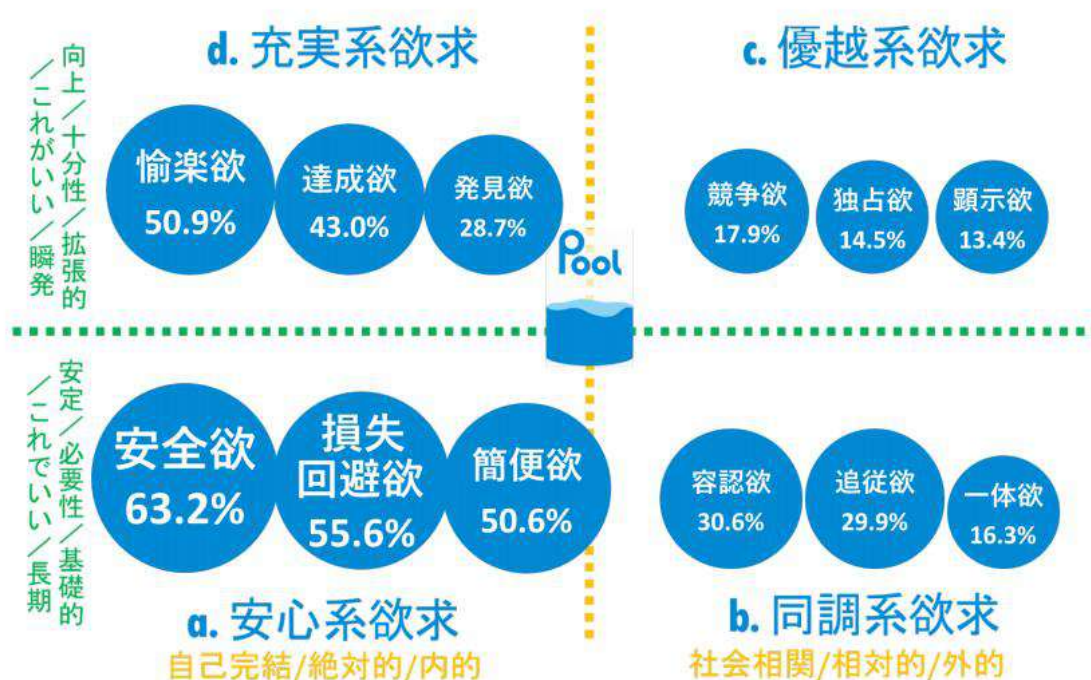 d. 充実系欲求
c. 優越系欲求
向上／十分性／拡張的
／これがいい／瞬発
愉楽欲
50.9%
達成欲
43.0%
発見欲
28.7%
競争欲
17.9%
独占欲
14.5%
顕示欲
13.4%
Pool
安定／必要性／基礎的
／これでいい／長期
安全欲
63.2%
損失
回避欲
55.6%
簡便欲
50.6%
容認欲
30.6%
追従欲
29.9%
一体欲
16.3%
a. 安心系欲求
自己完結/絶対的/内的
b. 同調系欲求
社会相関/相対的/外的